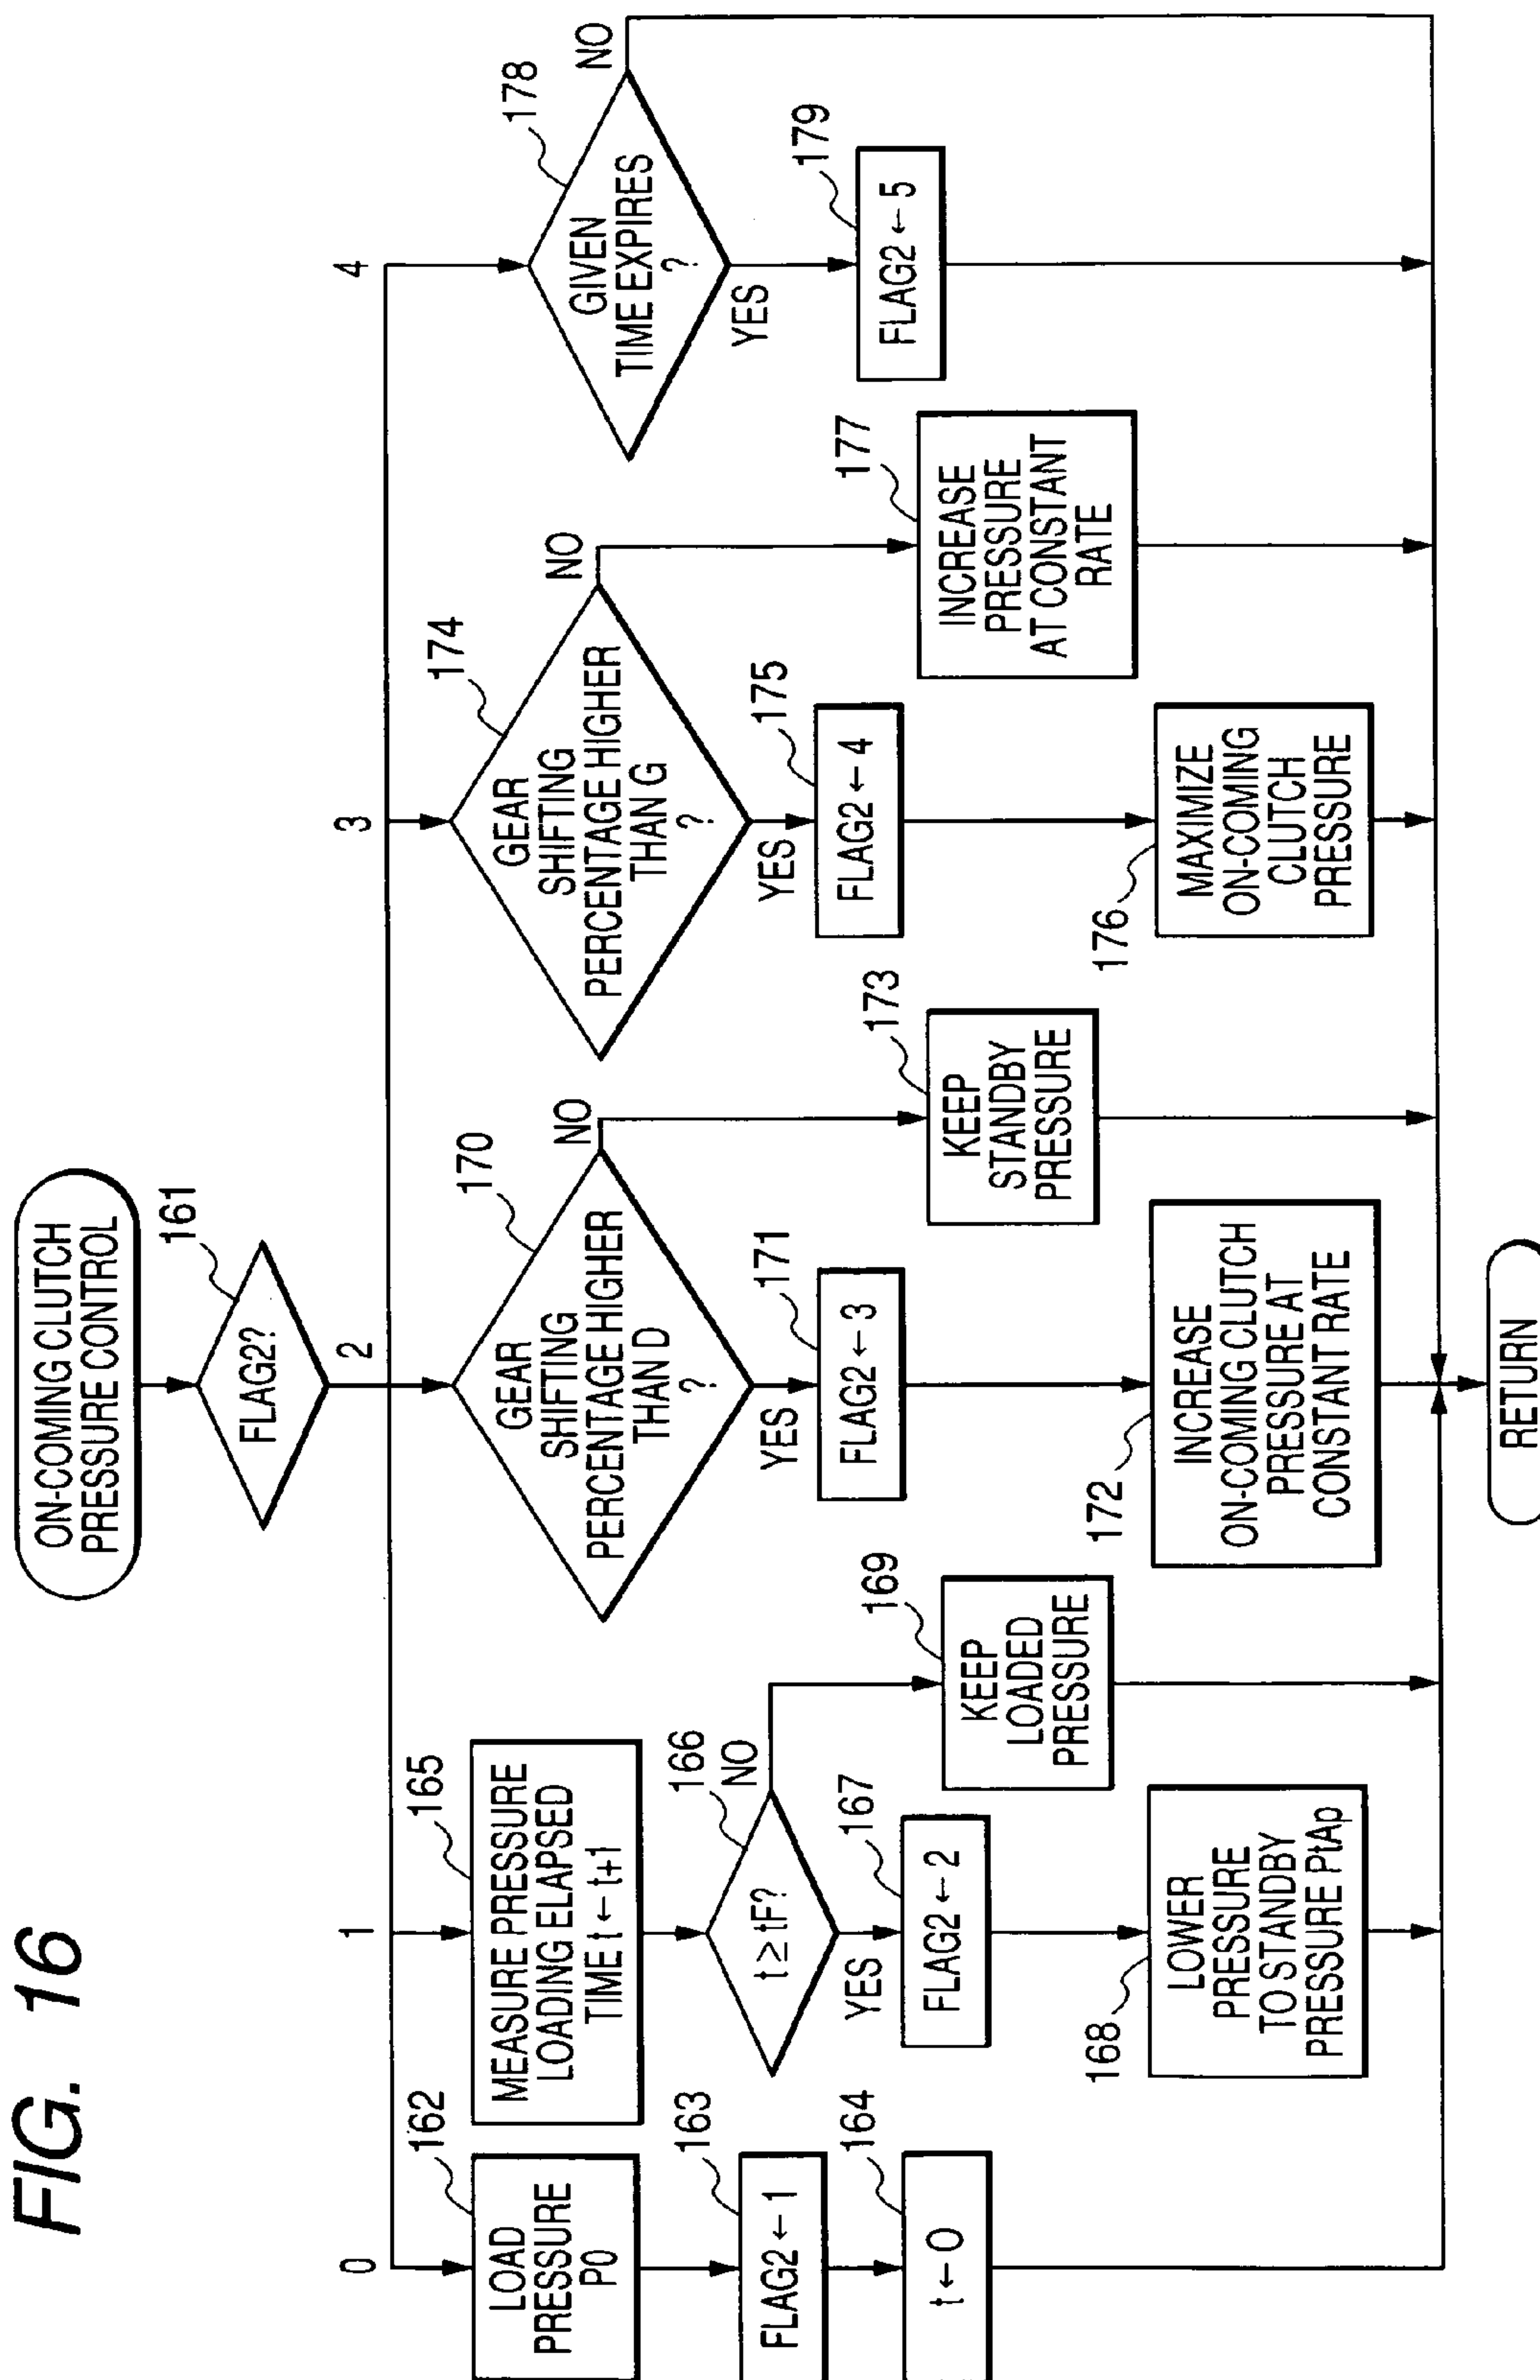 FIG. 16
ON-COMING CLUTCH
PRESSURE CONTROL
161
FLAG2?
0
1
2
3
4
162
LOAD
PRESSURE
P0
163
FLAG2 ← 1
164
t ← 0
165
MEASURE PRESSURE
LOADING ELAPSED
TIME t ← t+1
166
t ≥ tF?
NO
YES
167
FLAG2 ← 2
168
LOWER
PRESSURE
TO STANDBY
PRESSURE PtAp
169
KEEP
LOADED
PRESSURE
170
GEAR
SHIFTING
PERCENTAGE HIGHER
THAN D
?
NO
YES
171
FLAG2 ← 3
172
INCREASE
ON-COMING CLUTCH
PRESSURE AT
CONSTANT RATE
173
KEEP
STANDBY
PRESSURE
174
GEAR
SHIFTING
PERCENTAGE HIGHER
THAN G
?
NO
YES
175
FLAG2 ← 4
176
MAXIMIZE
ON-COMING
CLUTCH
PRESSURE
177
INCREASE
PRESSURE
AT CONSTANT
RATE
178
GIVEN
TIME EXPIRES
?
NO
YES
179
FLAG2 ← 5
RETURN